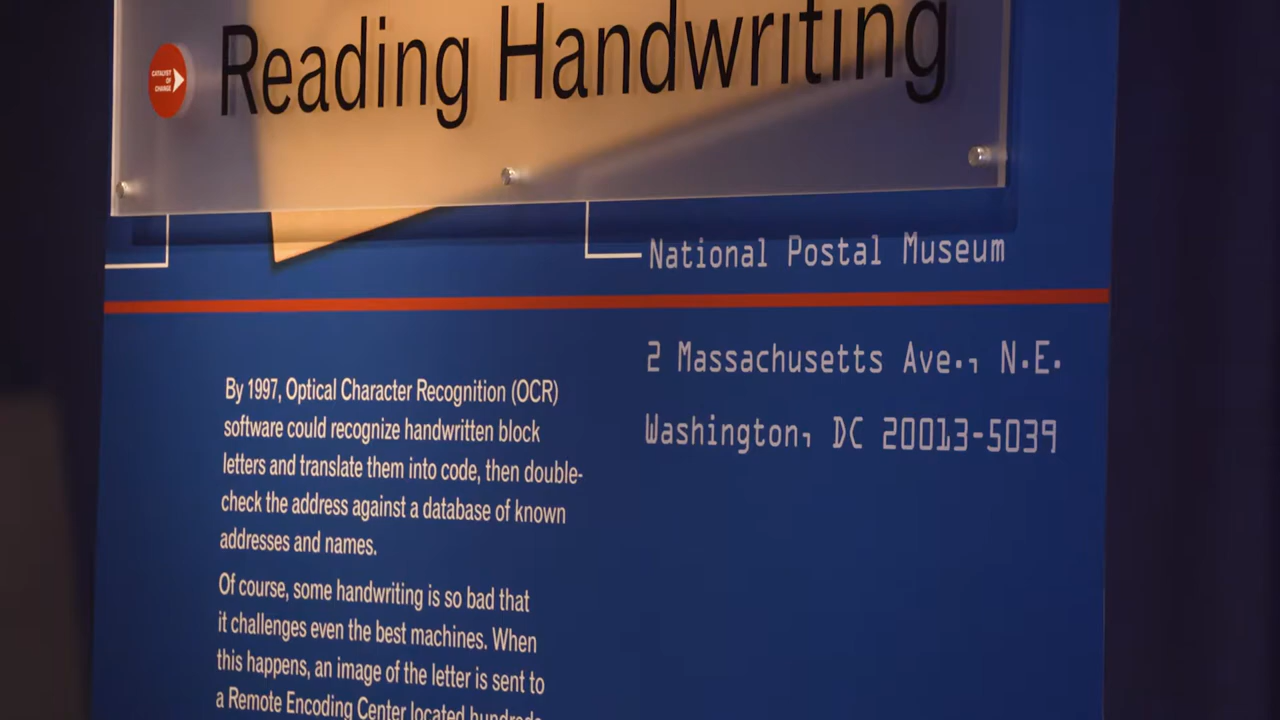 CATALYST
OF
CHANGE
Reading Handwriting
National Postal Museum
2 Massachusetts Ave., N.E.
Washington, DC 20013-5039
By 1997, Optical Character Recognition (OCR)
software could recognize handwritten block
letters and translate them into code, then double-
check the address against a database of known
addresses and names.
Of course, some handwriting is so bad that
it challenges even the best machines. When
this happens, an image of the letter is sent to
a Remote Encoding Center located hundreds